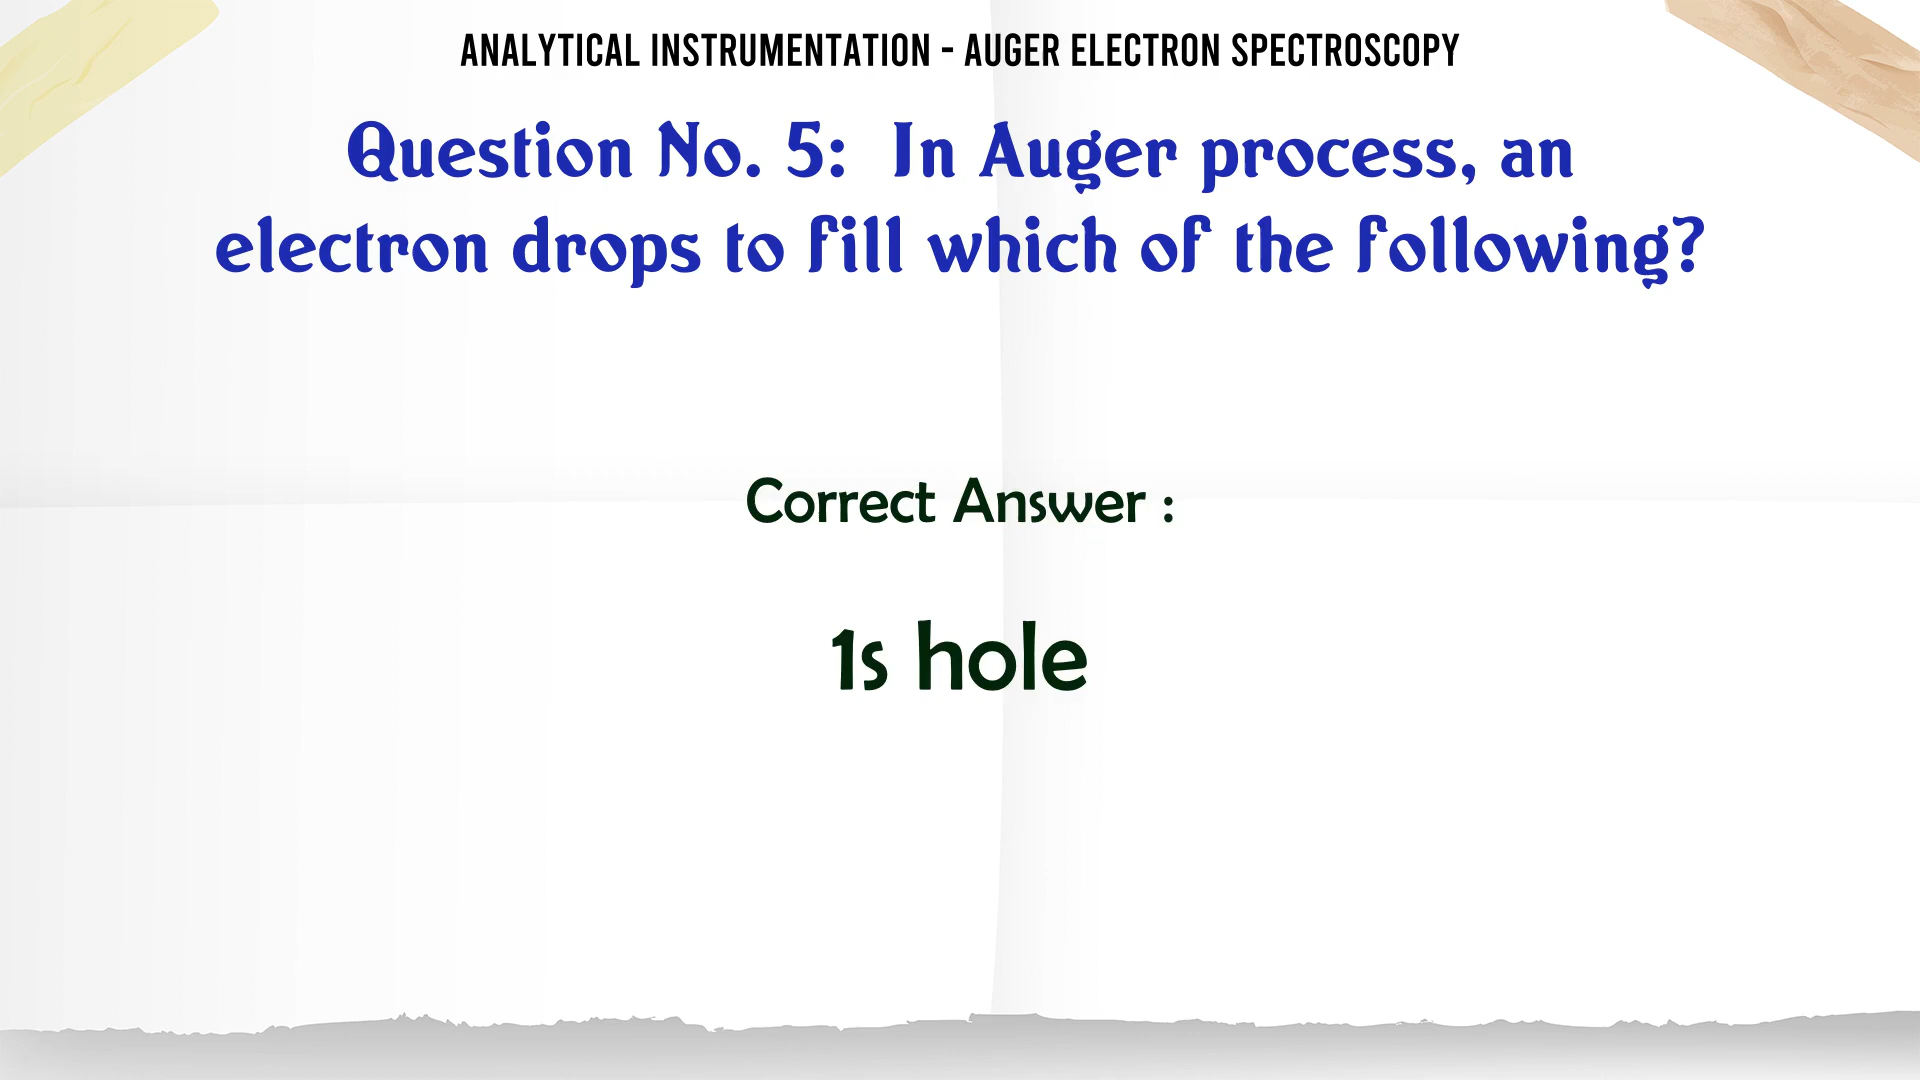 ANALYTICAL INSTRUMENTATION - AUGER ELECTRON SPECTROSCOPY
Question No. 5: In Auger process, an
electron drops to fill which of the following?
Correct Answer :
1s hole